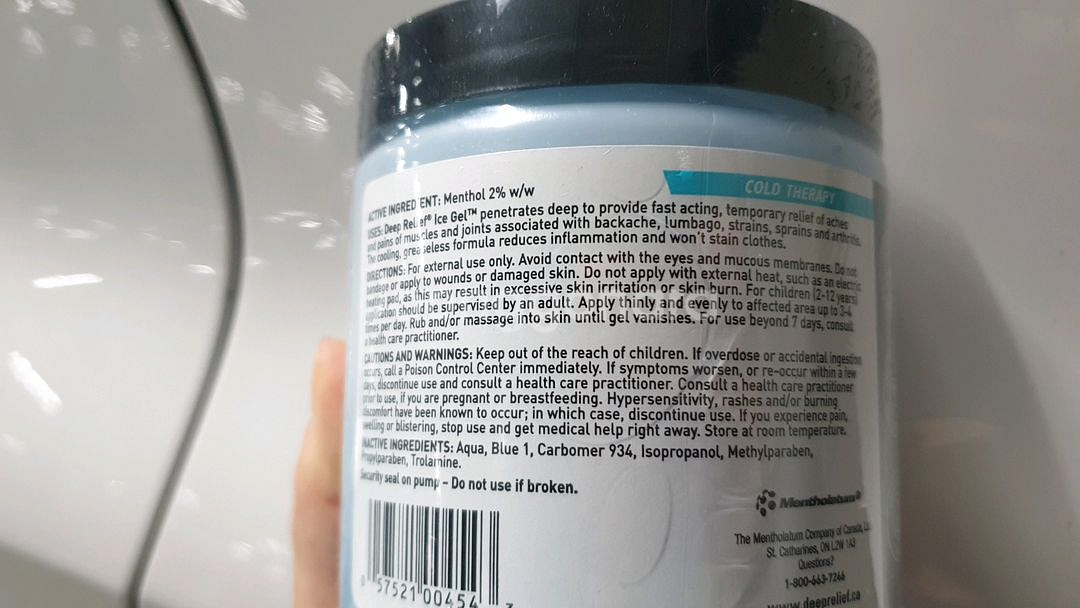 COLD THERAPY
ACTIVE INGREDIENT: Menthol 2% w/w
USES: Deep Relief® Ice Gel™ penetrates deep to provide fast acting, temporary relief of aches
and pains of muscles and joints associated with backache, lumbago, strains, sprains and arthritis.
The cooling, greaseless formula reduces inflammation and won't stain clothes.
DIRECTIONS: For external use only. Avoid contact with the eyes and mucous membranes. Do not
bandage or apply to wounds or damaged skin. Do not apply with external heat, such as an electric
heating pad, as this may result in excessive skin irritation or skin burn. For children (2-12 years)
application should be supervised by an adult. Apply thinly and evenly to affected area up to 3-4
times per day. Rub and/or massage into skin until gel vanishes. For use beyond 7 days, consult
a health care practitioner.
CAUTIONS AND WARNINGS: Keep out of the reach of children. If overdose or accidental ingestion
occurs, call a Poison Control Center immediately. If symptoms worsen, or re-occur within a few
days, discontinue use and consult a health care practitioner. Consult a health care practitioner
prior to use, if you are pregnant or breastfeeding. Hypersensitivity, rashes and/or burning
discomfort have been known to occur; in which case, discontinue use. If you experience pain,
swelling or blistering, stop use and get medical help right away. Store at room temperature.
INACTIVE INGREDIENTS: Aqua, Blue 1, Carbomer 934, Isopropanol, Methylparaben,
Propylparaben, Trolamine.
Security seal on pump – Do not use if broken.
Mentholatum®
The Mentholatum Company of Canada, Lt
St. Catharines, ON L2W 1A3
Questions?
1-800-663-7246
www.deeprelief.ca
0 57521 00454